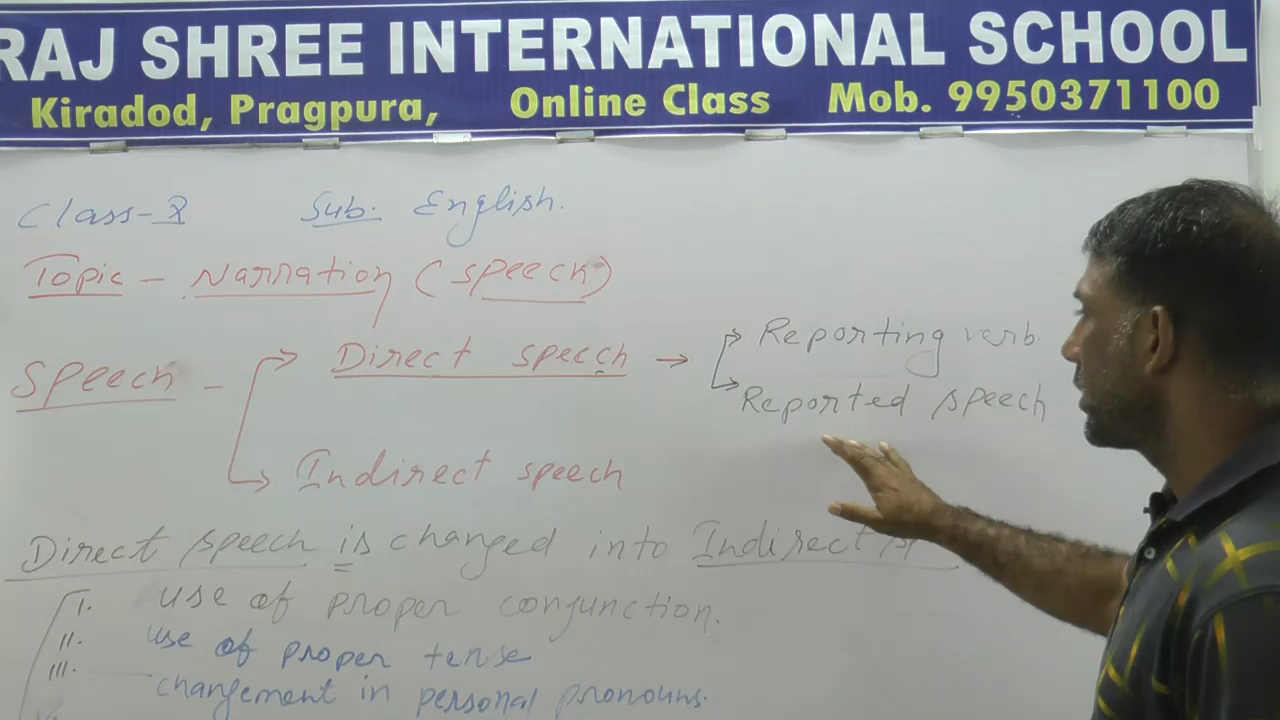 RAJ SHREE INTERNATIONAL SCHOOL
Kiradod, Pragpura, Online Class Mob. 9950371100
Class-X Sub. English.
Topic - Narration (speech)
Speech - Direct speech → Reporting verb.
Reported speech
Indirect speech
Direct speech is changed into Indirect
I. use of proper conjunction.
II. use of proper tense
III. changement in personal pronouns.